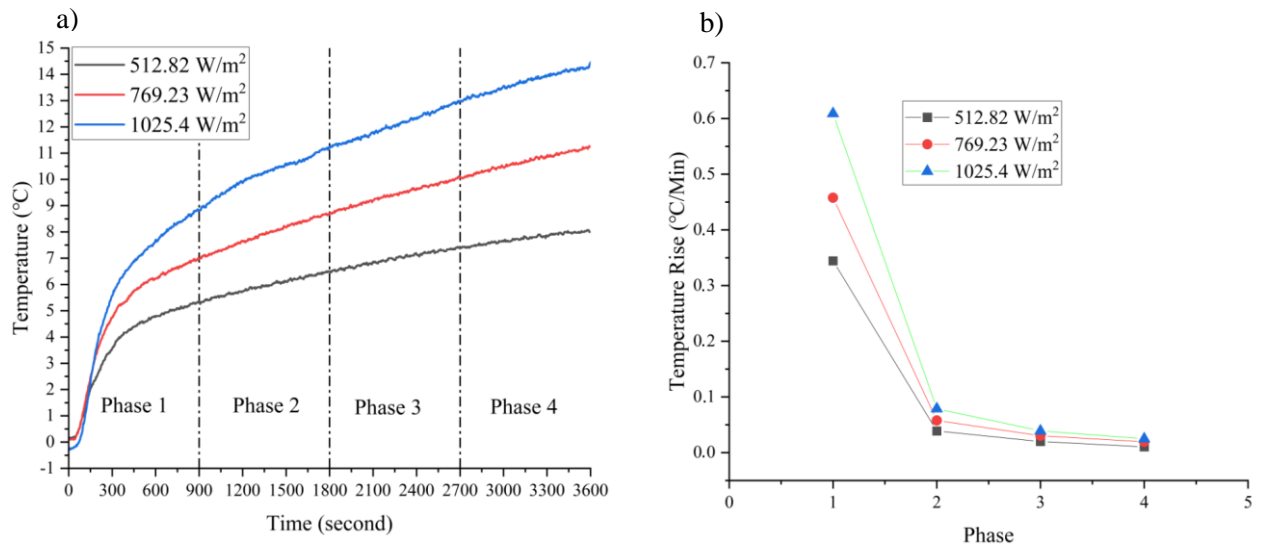 a)
15
14
13
12
11
10
9
8
7
6
5
4
3
2
1
0
-1
Temperature (℃)
512.82 W/m²
769.23 W/m²
1025.4 W/m²
Phase 1
Phase 2
Phase 3
Phase 4
0 300 600 900 1200 1500 1800 2100 2400 2700 3000 3300 3600
Time (second)
b)
0.7
0.6
0.5
0.4
0.3
0.2
0.1
0.0
Temperature Rise (℃/Min)
512.82 W/m²
769.23 W/m²
1025.4 W/m²
0 1 2 3 4 5
Phase